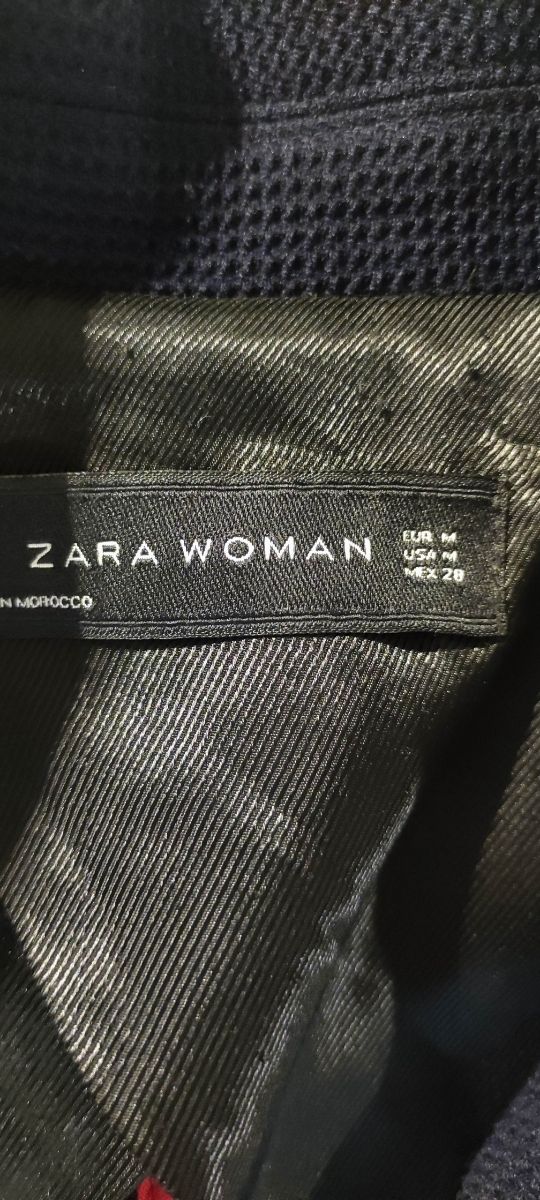 ZARA WOMAN
EUR M
USA M
MEX 28
N MOROCCO